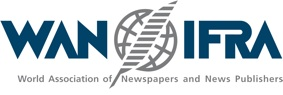 WAN IFRA
World Association of Newspapers and News Publishers